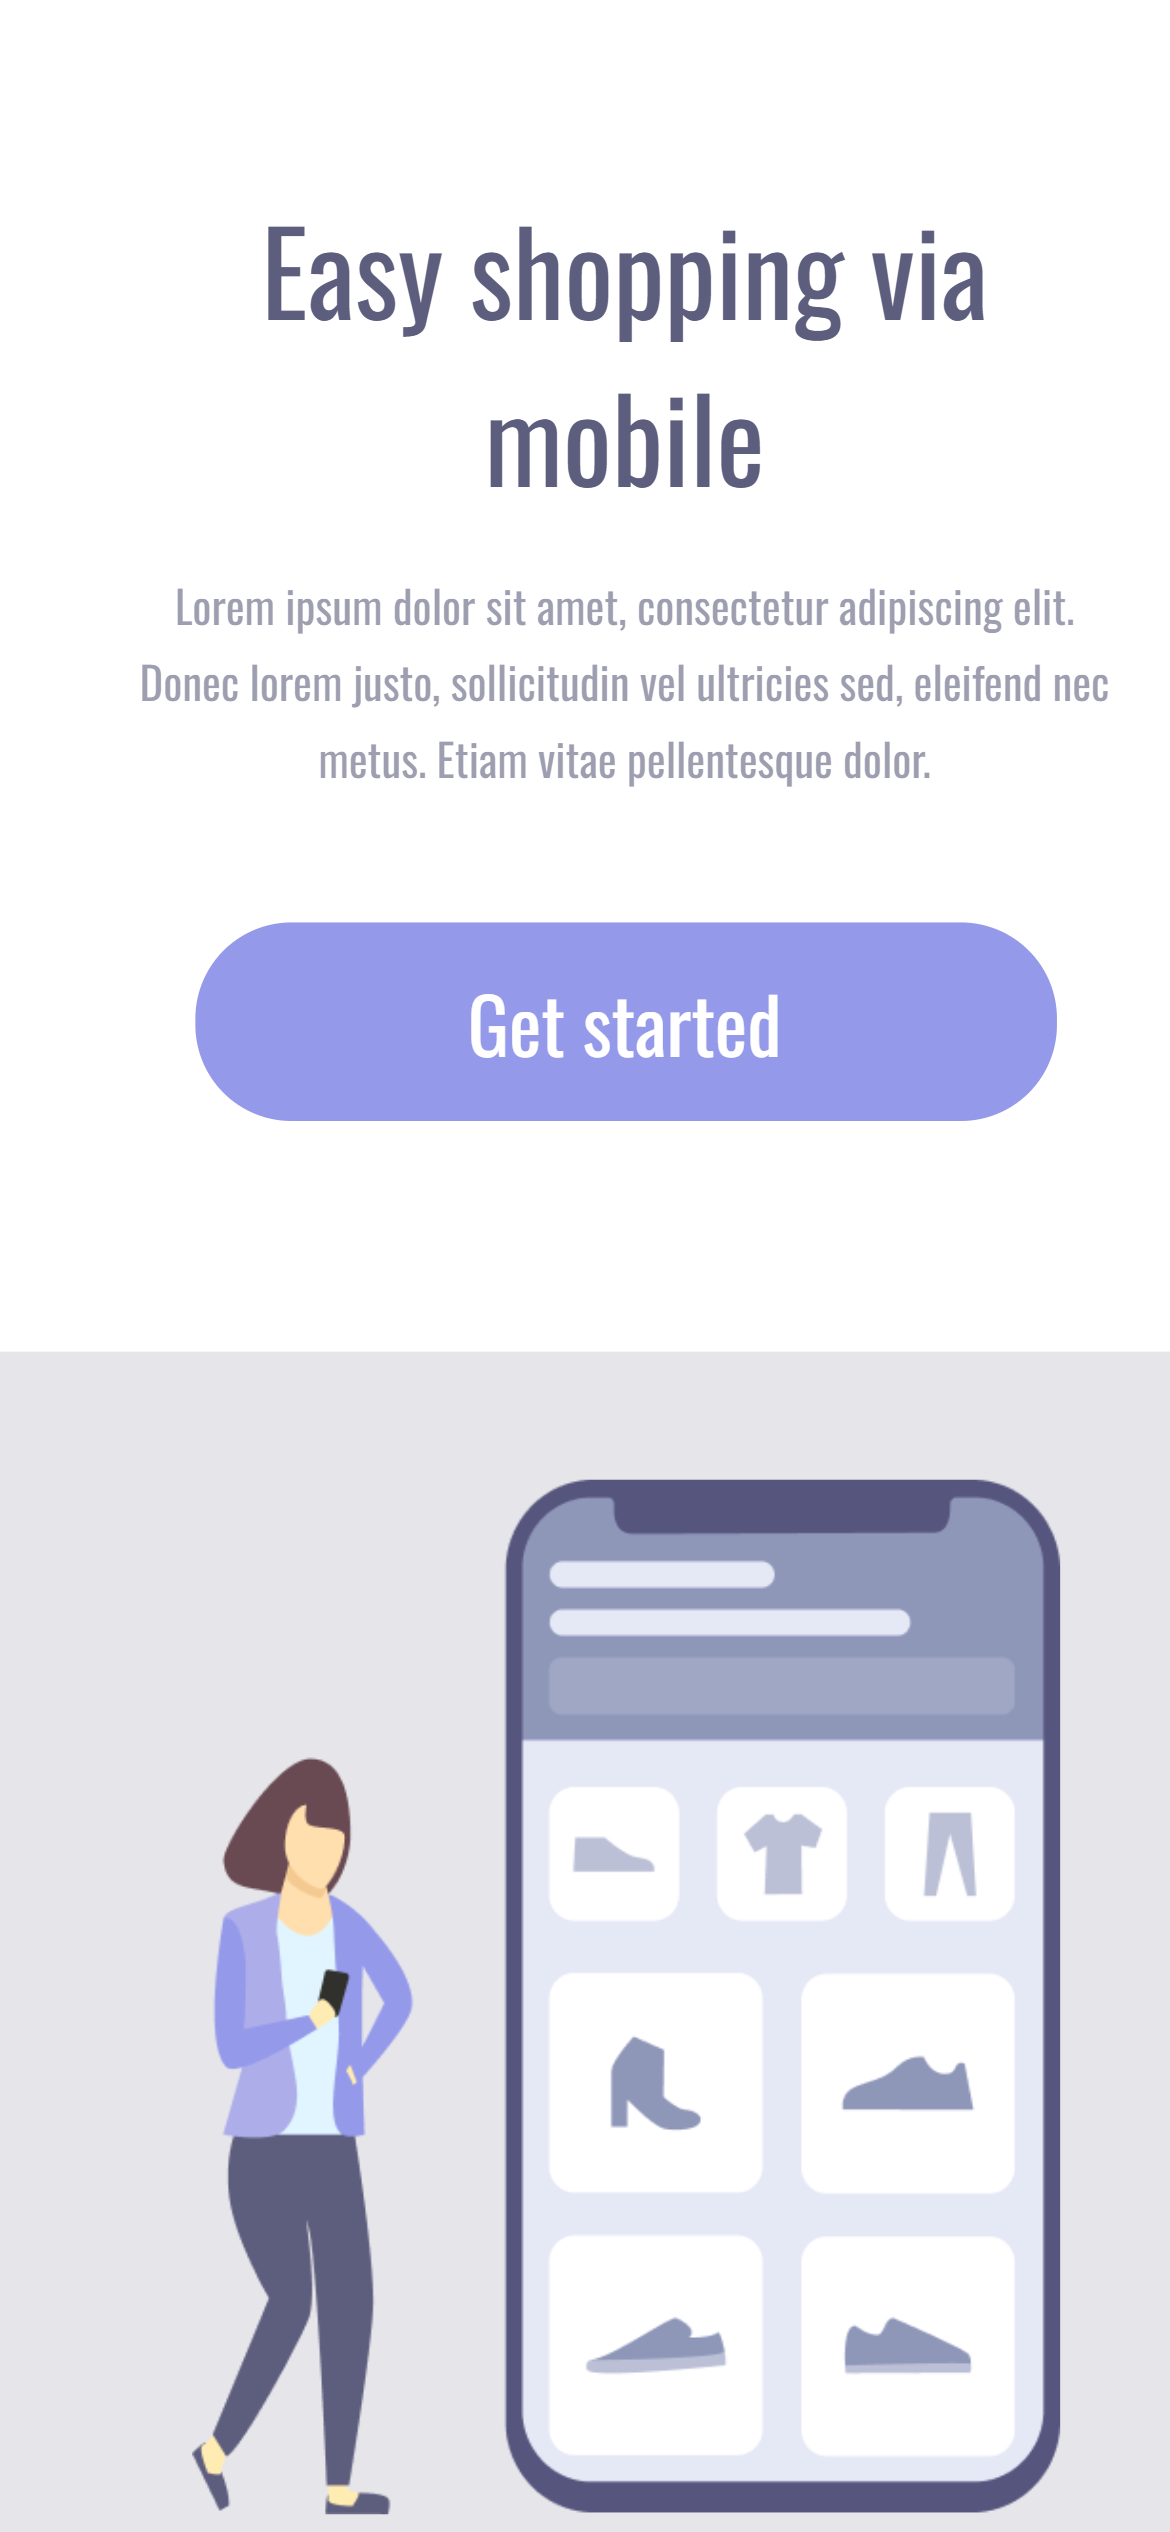 Easy shopping via
mobile
Lorem ipsum dolor sit amet, consectetur adipiscing elit.
Donec lorem justo, sollicitudin vel ultricies sed, eleifend nec
metus. Etiam vitae pellentesque dolor.
Get started